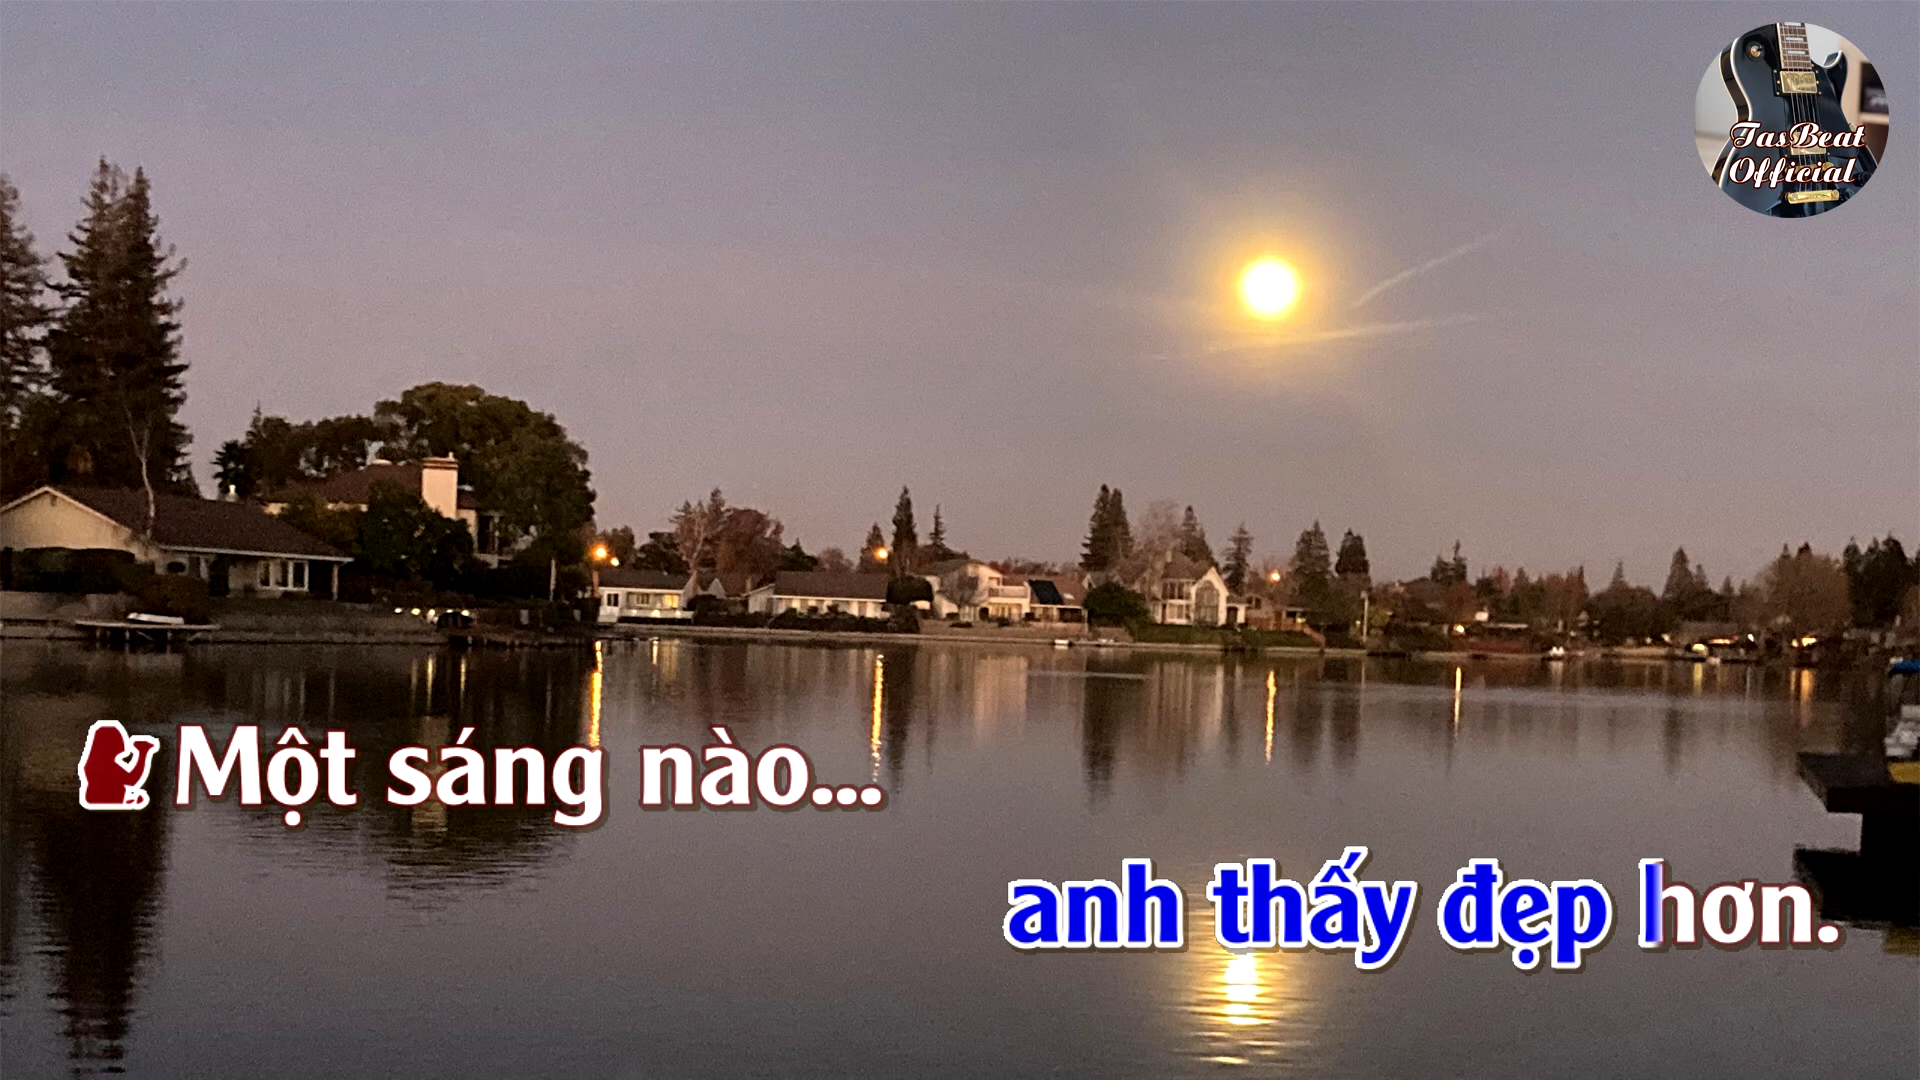 TasBeat
Official
Một sáng nào...
anh thấy đẹp hơn.